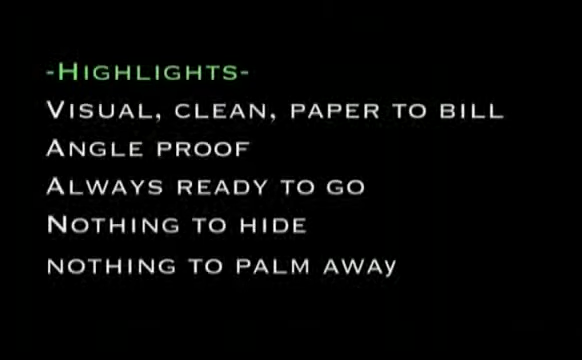 -Highlights-
Visual, clean, paper to bill
Angle proof
Always ready to go
Nothing to hide
nothing to palm away